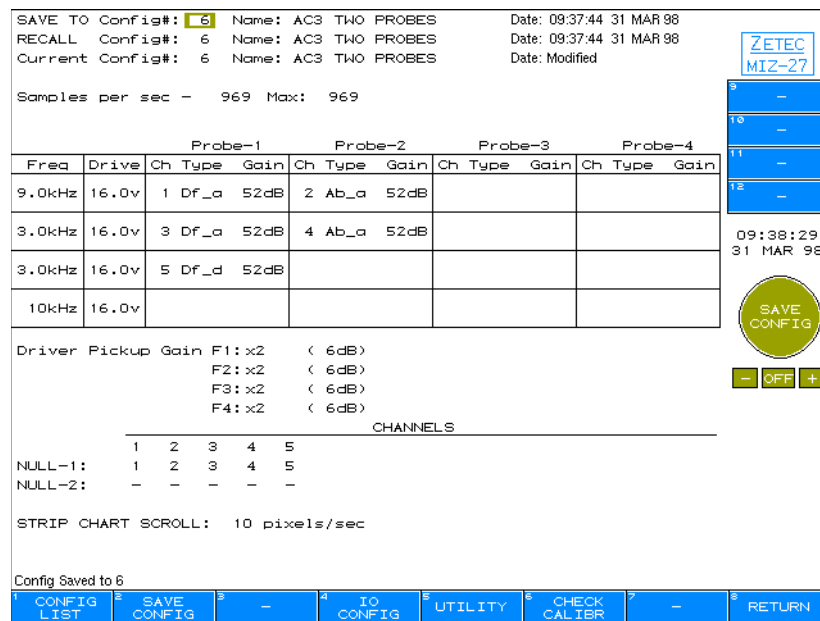 SAVE TO Config#: 6 Name: AC3 TWO PROBES Date: 09:37:44 31 MAR 98
RECALL Config#: 6 Name: AC3 TWO PROBES Date: 09:37:44 31 MAR 98
Current Config#: 6 Name: AC3 TWO PROBES Date: Modified
ZETEC
MIZ-27
Samples per sec - 969 Max: 969
9 -
10 -
11 -
12 -
Probe-1 Probe-2 Probe-3 Probe-4
Freq Drive Ch Type Gain Ch Type Gain Ch Type Gain Ch Type Gain
9.0kHz 16.0v 1 Df_a 52dB 2 Ab_a 52dB
3.0kHz 16.0v 3 Df_a 52dB 4 Ab_a 52dB
3.0kHz 16.0v 5 Df_d 52dB
10kHz 16.0v
09:38:29
31 MAR 98
SAVE
CONFIG
- OFF +
Driver Pickup Gain F1: x2 ( 6dB)
F2: x2 ( 6dB)
F3: x2 ( 6dB)
F4: x2 ( 6dB)
CHANNELS
1 2 3 4 5
NULL-1: 1 2 3 4 5
NULL-2: - - - - -
STRIP CHART SCROLL: 10 pixels/sec
Config Saved to 6
1 CONFIG LIST 2 SAVE CONFIG 3 - 4 IO CONFIG 5 UTILITY 6 CHECK CALIBR 7 - 8 RETURN